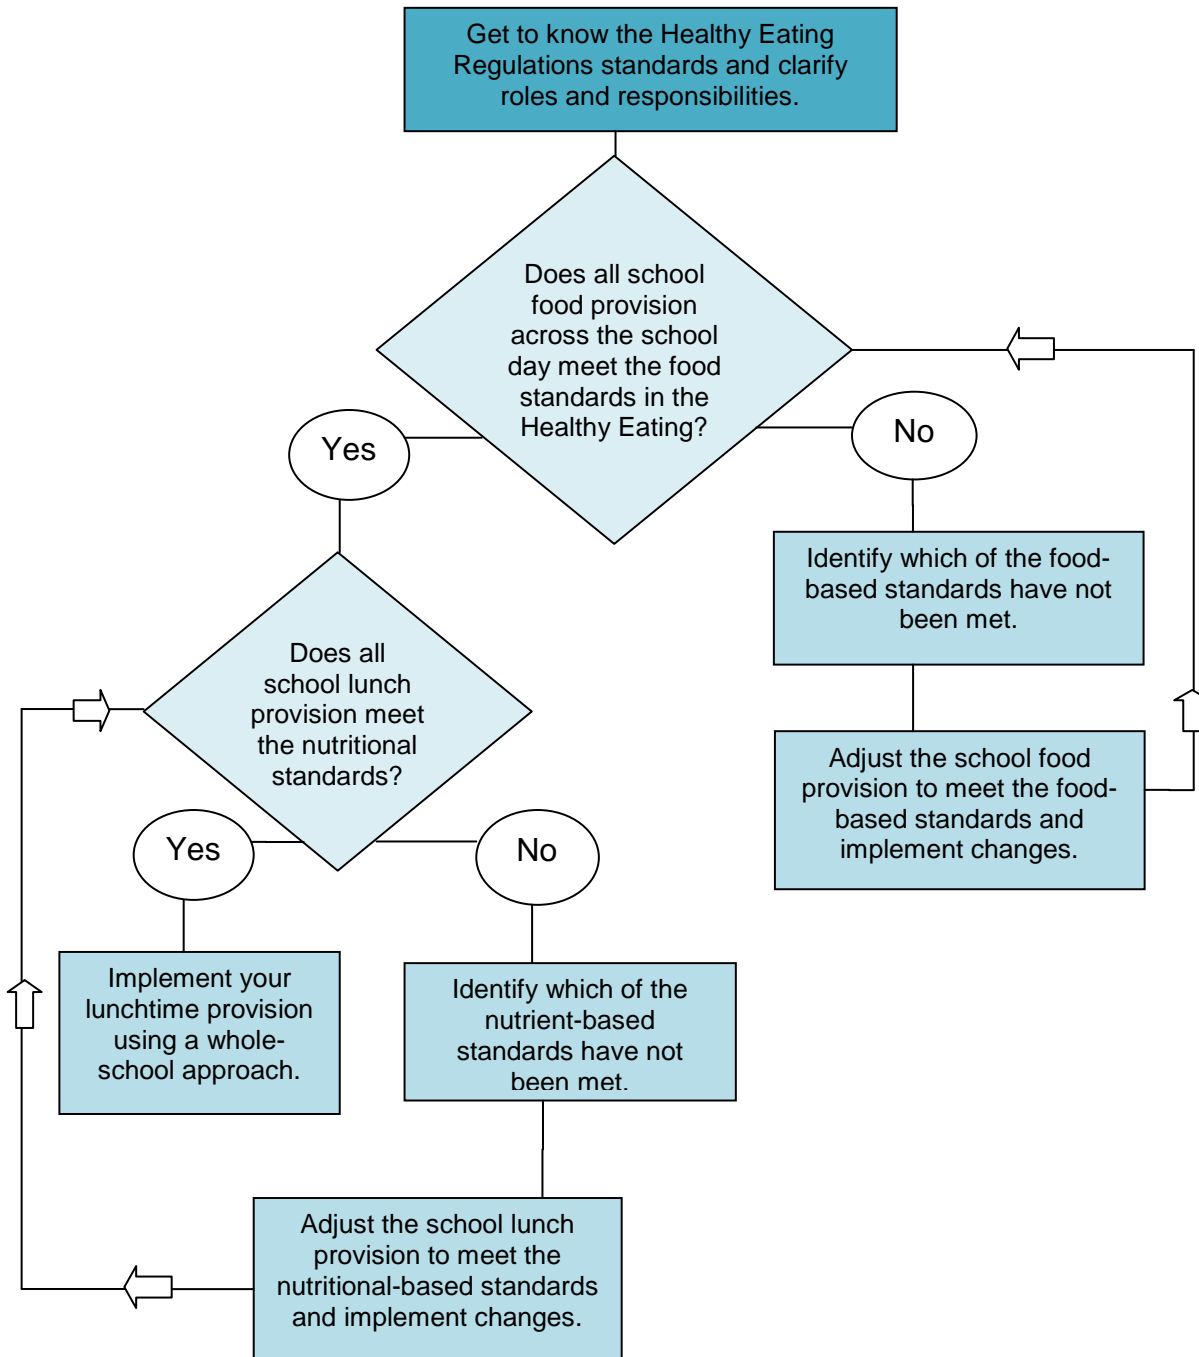 Get to know the Healthy Eating
Regulations standards and clarify
roles and responsibilities.
Does all school
food provision
across the school
day meet the food
standards in the
Healthy Eating?
Yes
No
Identify which of the food-
based standards have not
been met.
Adjust the school food
provision to meet the food-
based standards and
implement changes.
Does all
school lunch
provision meet
the nutritional
standards?
Yes
No
Implement your
lunchtime provision
using a whole-
school approach.
Identify which of the
nutrient-based
standards have not
been met.
Adjust the school lunch
provision to meet the
nutritional-based standards
and implement changes.